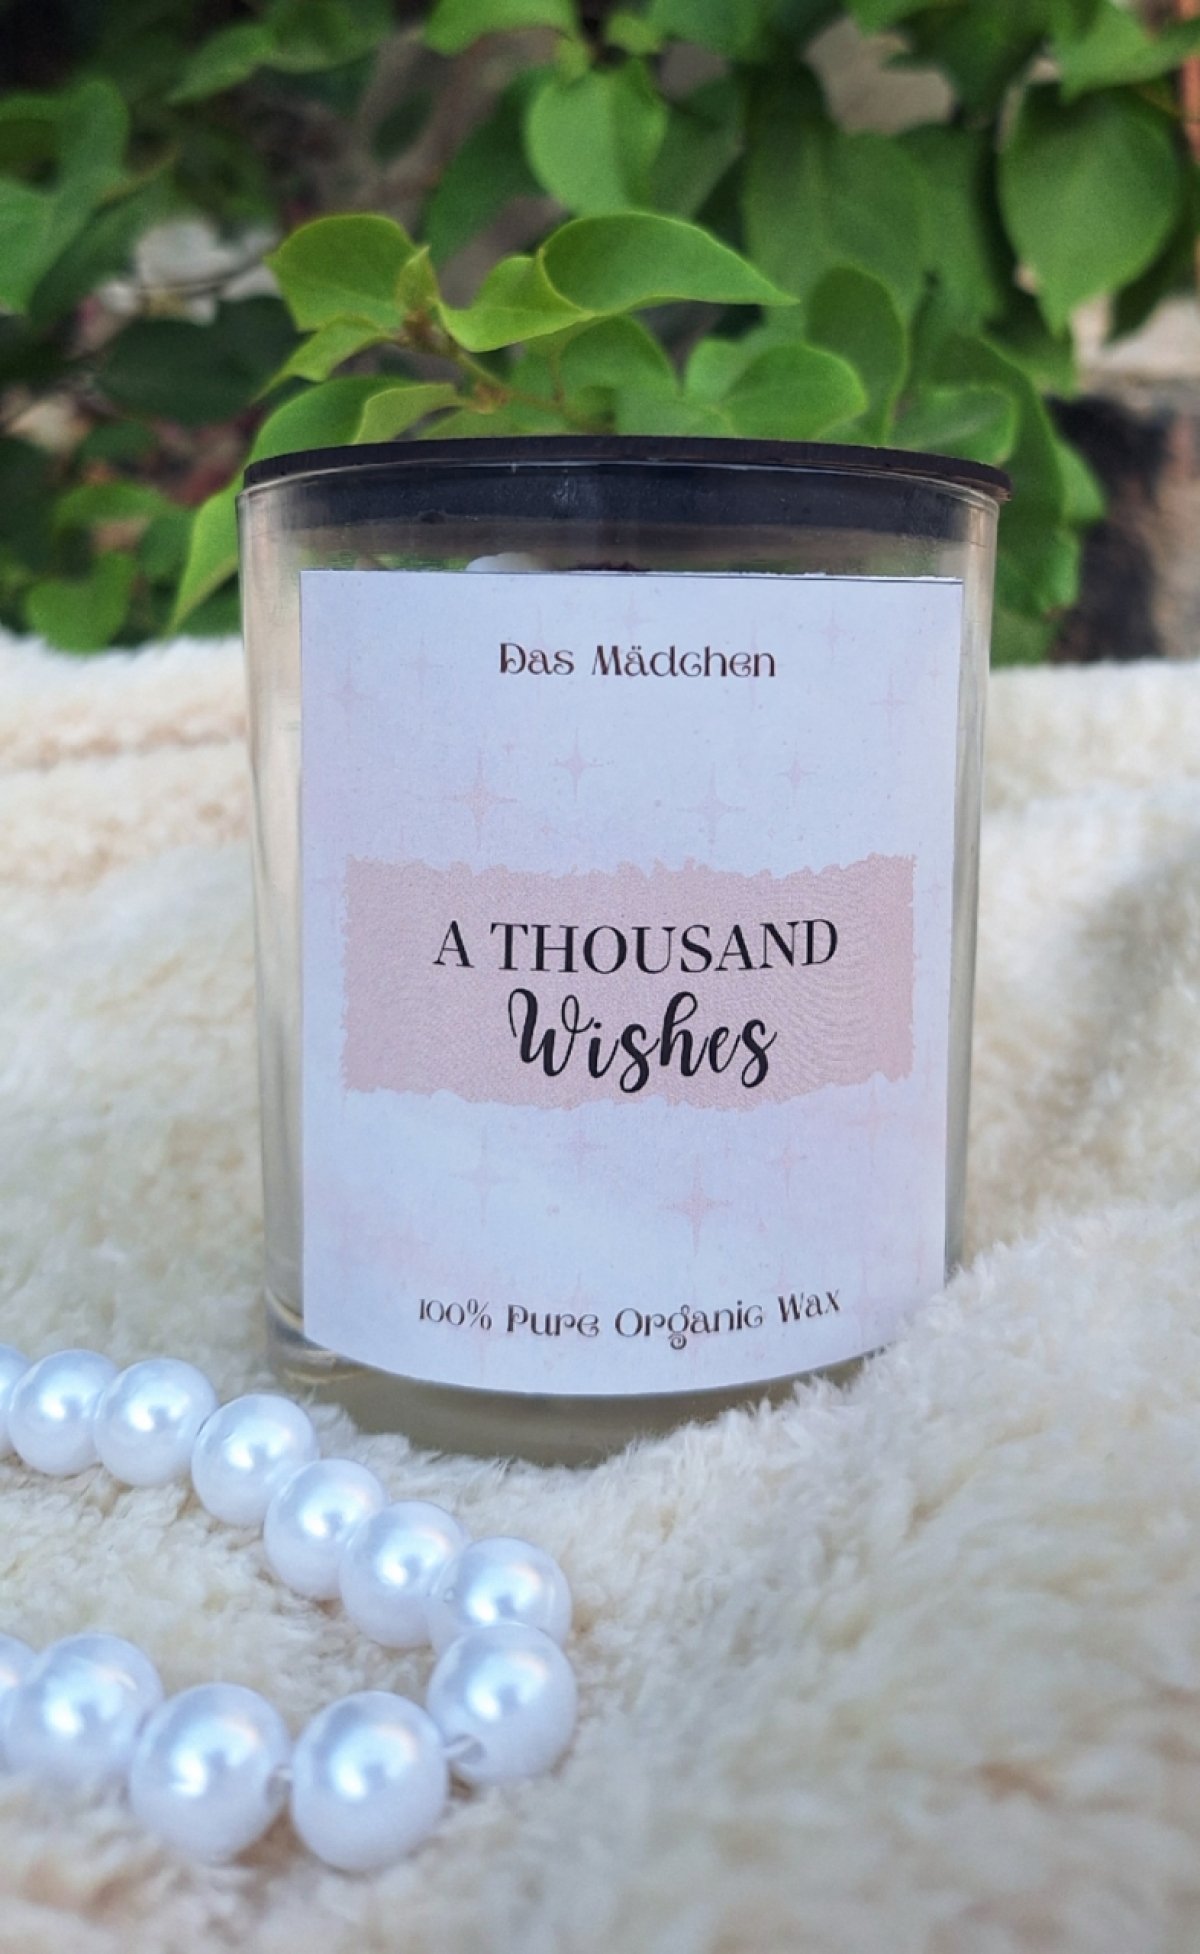 Das Mädchen
A THOUSAND
Wishes
100% Pure Organic Wax